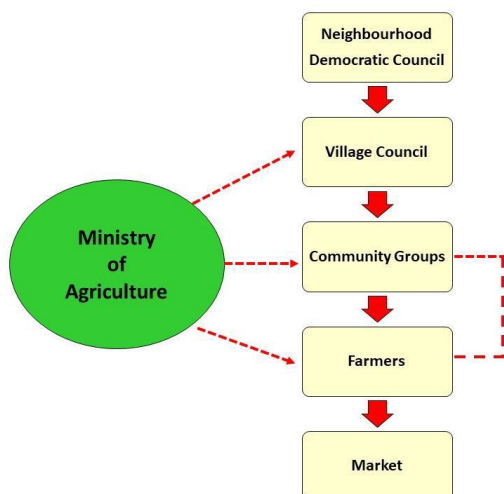 Neighbourhood
Democratic Council
Village Council
Ministry
of
Agriculture
Community Groups
Farmers
Market